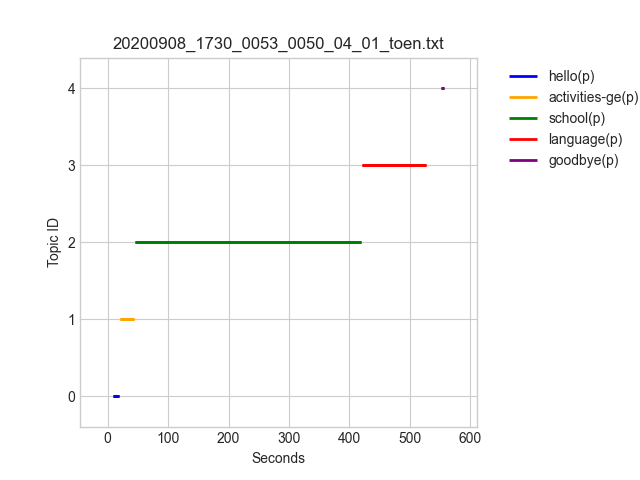 20200908_1730_0053_0050_04_01_toen.txt
hello(p)
activities-ge(p)
school(p)
language(p)
goodbye(p)
Topic ID
4
3
2
1
0
0 100 200 300 400 500 600
Seconds